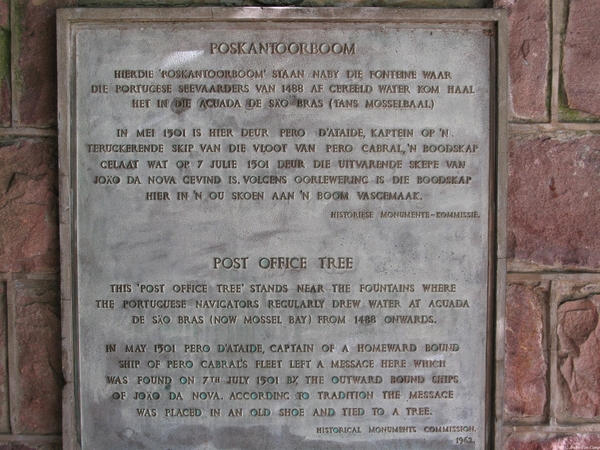 POSKANTOORBOOM
HIERDIE 'POSKANTOORBOOM' STAAN NABY DIE FONTEINE WAAR
DIE PORTUGESE SEEVAARDERS VAN 1488 AF GEREELD WATER KOM HAAL
HET IN DIE AGUADA DE SÃO BRAS (TANS MOSSELBAAI)
IN MEI 1501 IS HIER DEUR PERO D'ATAIDE, KAPTEIN OP 'N
TERUGKERENDE SKIP VAN DIE VLOOT VAN PERO CABRAL, 'N BOODSKAP
GELAAT WAT OP 7 JULIE 1501 DEUR DIE UITVARENDE SKEPE VAN
JOÃO DA NOVA GEVIND IS. VOLGENS OORLEWERING IS DIE BOODSKAP
HIER IN 'N OU SKOEN AAN 'N BOOM VASGEMAAK.
HISTORIESE MONUMENTE-KOMMISSIE.
POST OFFICE TREE
THIS 'POST OFFICE TREE' STANDS NEAR THE FOUNTAINS WHERE
THE PORTUGUESE NAVIGATORS REGULARLY DREW WATER AT AGUADA
DE SÃO BRAS (NOW MOSSEL BAY) FROM 1488 ONWARDS.
IN MAY 1501 PERO D'ATAIDE, CAPTAIN OF A HOMEWARD BOUND
SHIP OF PERO CABRAL'S FLEET LEFT A MESSAGE HERE WHICH
WAS FOUND ON 7TH JULY 1501 BY THE OUTWARD BOUND SHIPS
OF JOÃO DA NOVA. ACCORDING TO TRADITION THE MESSAGE
WAS PLACED IN AN OLD SHOE AND TIED TO A TREE.
HISTORICAL MONUMENTS COMMISSION.
1962.